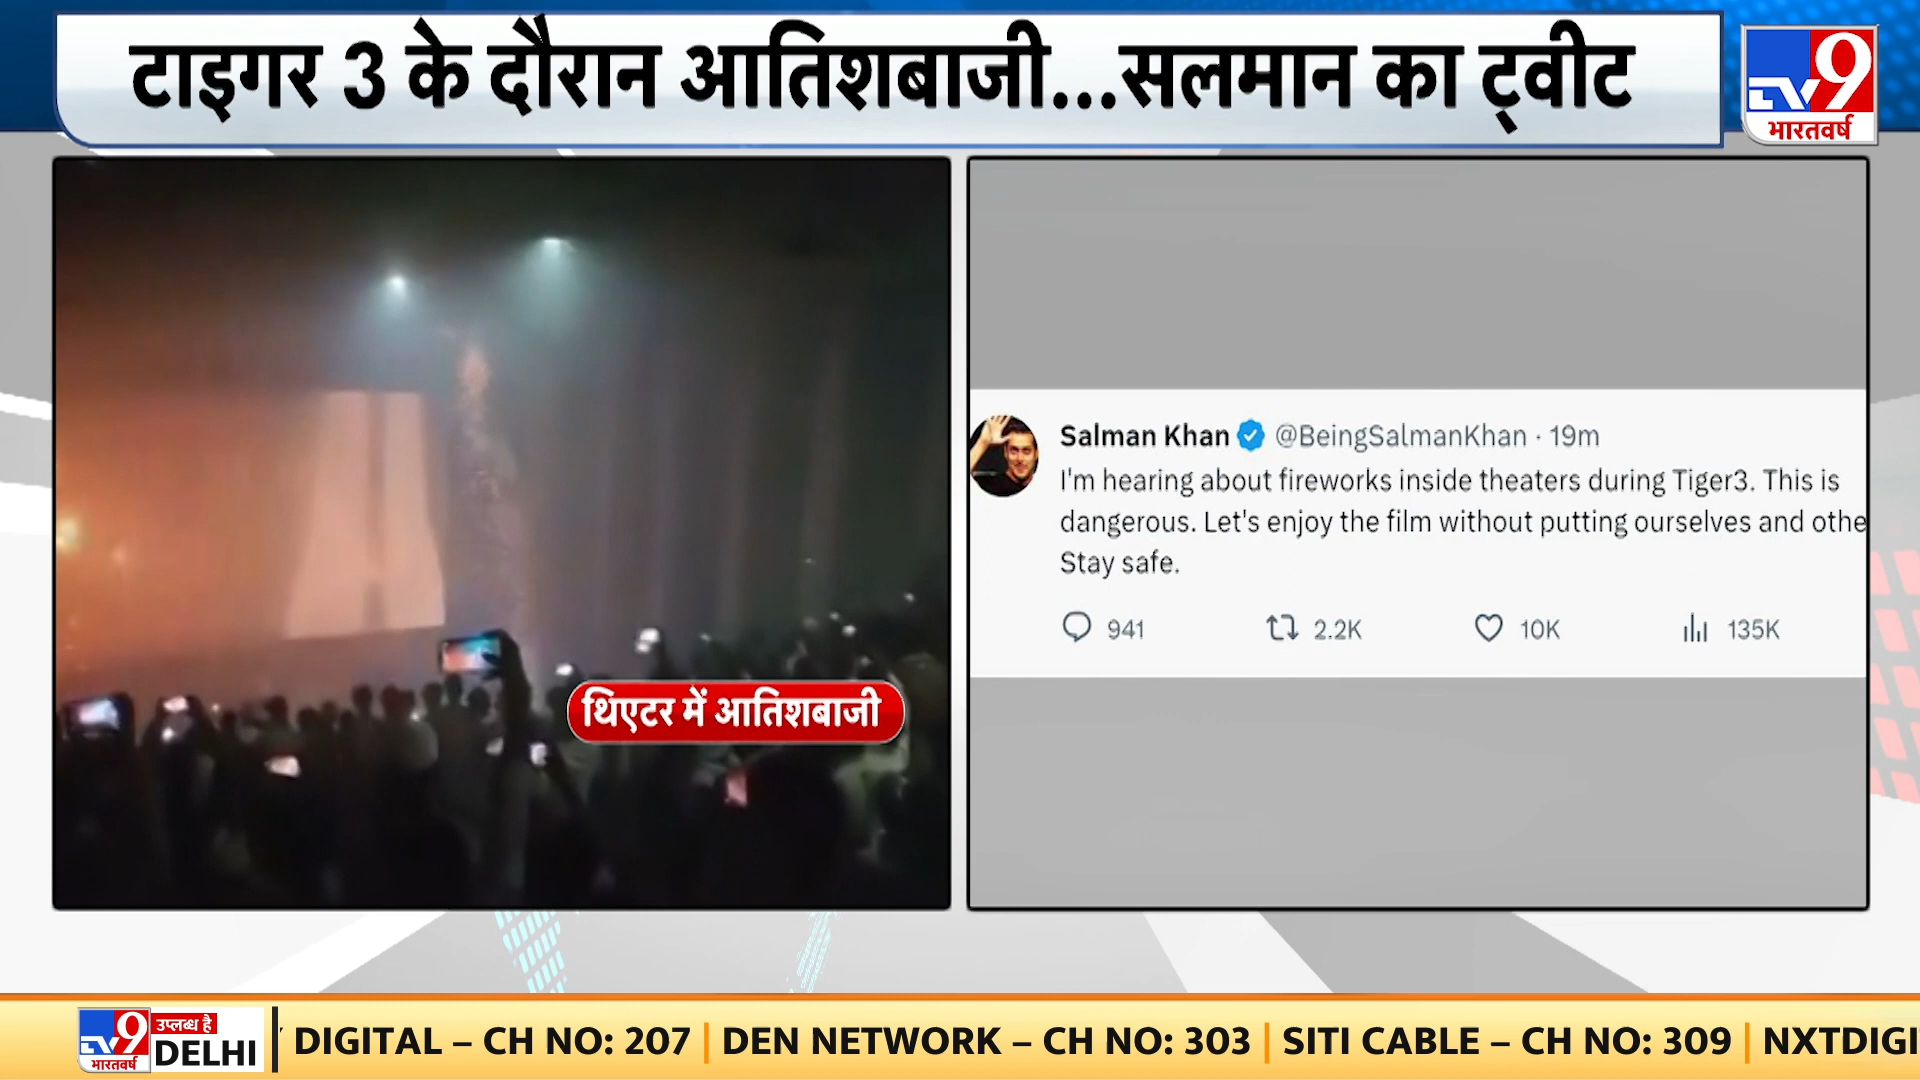 टाइगर 3 के दौरान आतिशबाजी...सलमान का ट्वीट
TV9
भारतवर्ष
Salman Khan @BeingSalmanKhan · 19m
I'm hearing about fireworks inside theaters during Tiger3. This is
dangerous. Let's enjoy the film without putting ourselves and othe
Stay safe.
941 2.2K 10K 135K
थिएटर में आतिशबाजी
TV9 भारतवर्ष उपलब्ध है DELHI
DIGITAL – CH NO: 207 | DEN NETWORK – CH NO: 303 | SITI CABLE – CH NO: 309 | NXTDIGI